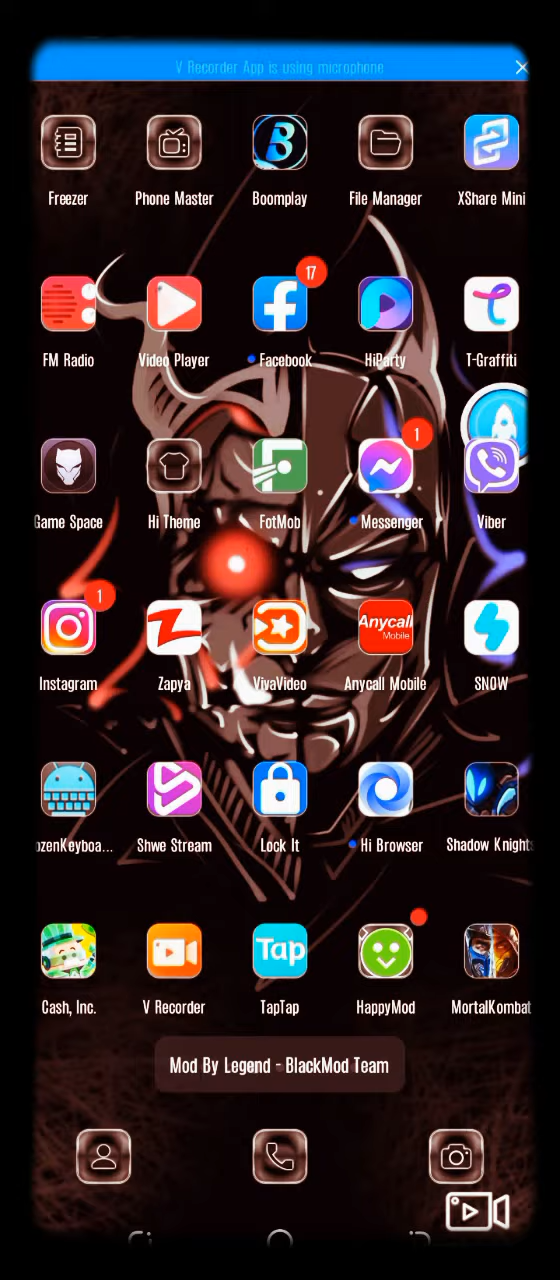 V Recorder App is using microphone
Freezer
Phone Master
Boomplay
File Manager
XShare Mini
17
FM Radio
Video Player
Facebook
HiParty
T-Graffiti
1
Game Space
Hi Theme
FotMob
Messenger
Viber
1
Anycall
Mobile
Instagram
Zapya
VivaVideo
Anycall Mobile
SNOW
ozenKeyboa...
Shwe Stream
Lock It
Hi Browser
Shadow Knights
Tap
Cash, Inc.
V Recorder
TapTap
HappyMod
MortalKombat
Mod By Legend - BlackMod Team